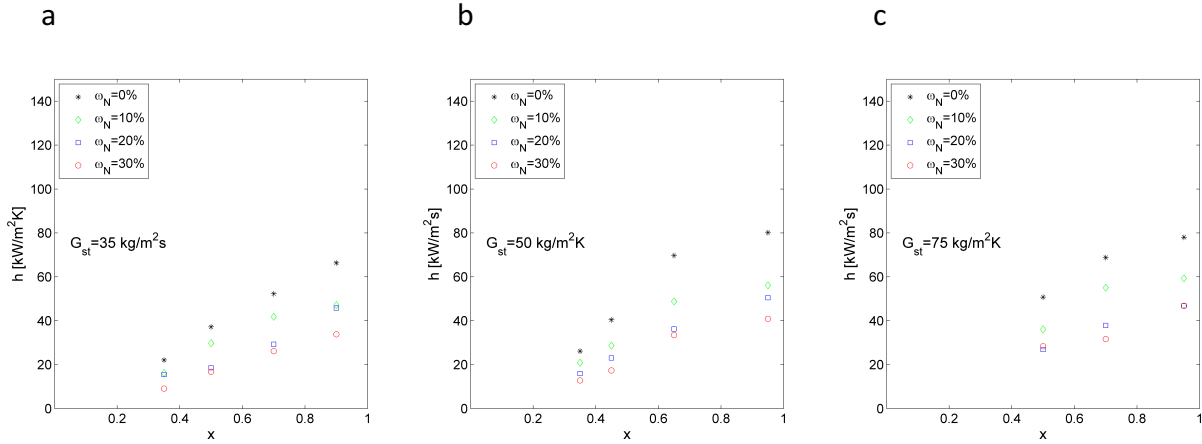 a
b
c
ω_N=0%
ω_N=10%
ω_N=20%
ω_N=30%
G_st=35 kg/m²s
h [kW/m²K]
140
120
100
80
60
40
20
0
0.2
0.4
0.6
0.8
1
x
ω_N=0%
ω_N=10%
ω_N=20%
ω_N=30%
G_st=50 kg/m²K
h [kW/m²s]
140
120
100
80
60
40
20
0
0.2
0.4
0.6
0.8
1
x
ω_N=0%
ω_N=10%
ω_N=20%
ω_N=30%
G_st=75 kg/m²K
h [kW/m²s]
140
120
100
80
60
40
20
0
0.2
0.4
0.6
0.8
1
x